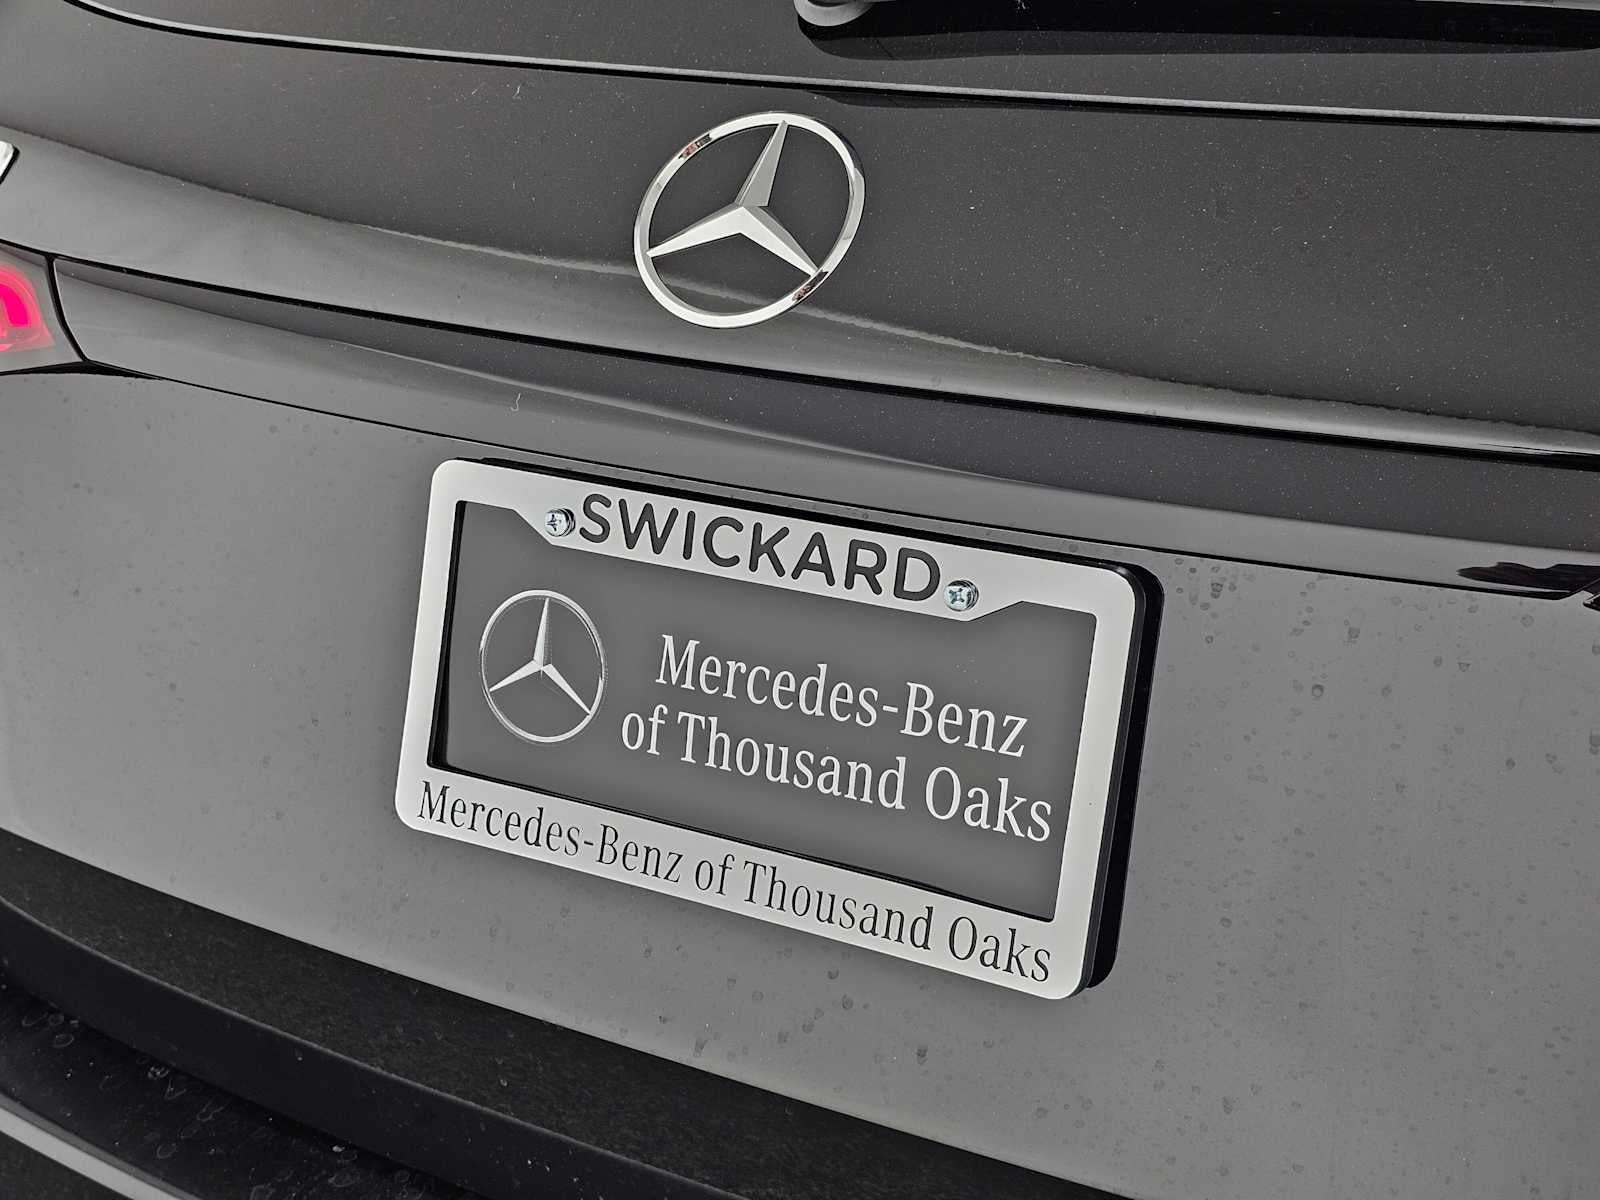 SWICKARD
Mercedes-Benz
of Thousand Oaks
Mercedes-Benz of Thousand Oaks